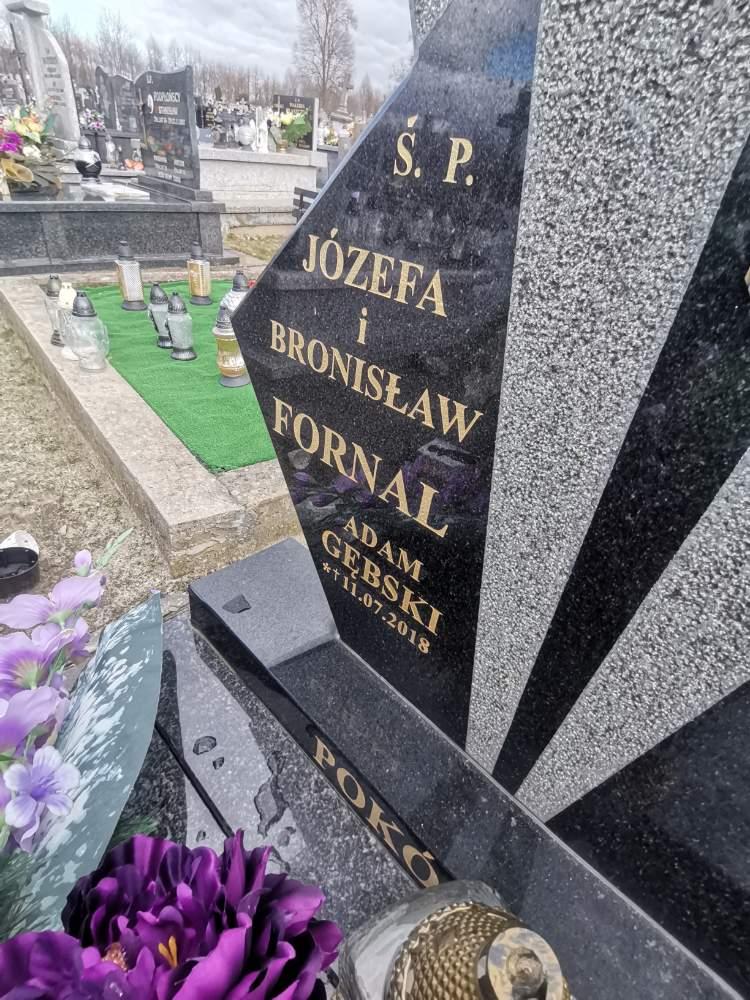 Ś. P.
JÓZEFA
i
BRONISŁAW
FORNAL
ADAM
GĘBSKI
*† 11.07.2018
POKÓ